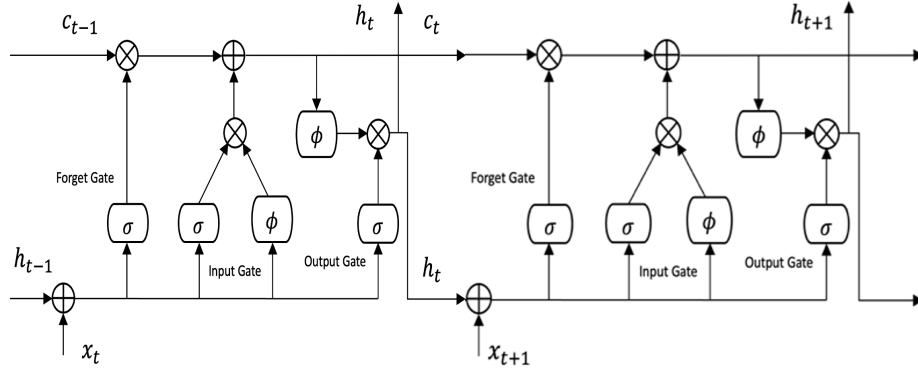 h_t
h_{t+1}
c_{t-1}
c_t
ϕ
ϕ
Forget Gate
Forget Gate
σ
σ
ϕ
σ
σ
σ
ϕ
σ
h_{t-1}
Input Gate
Output Gate
h_t
Input Gate
Output Gate
x_t
x_{t+1}